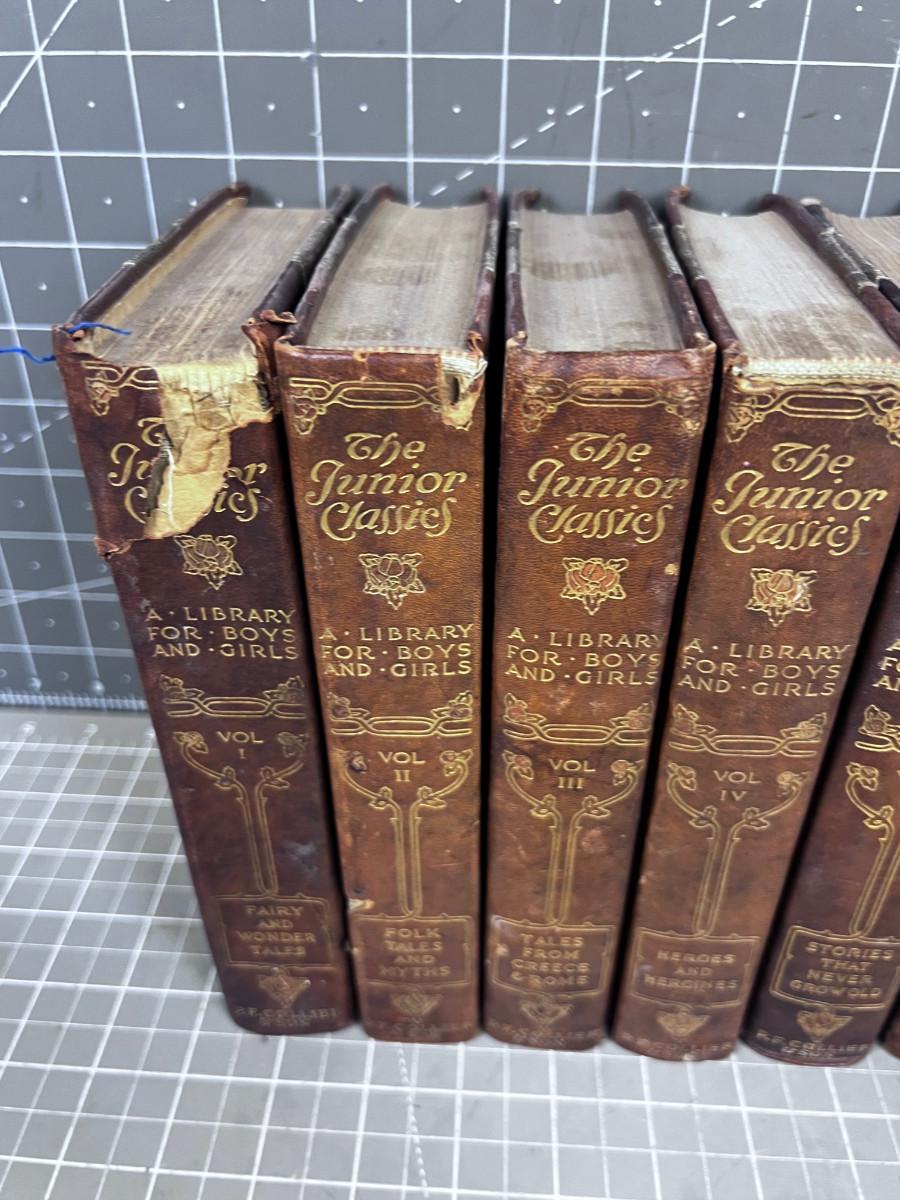 The
Junior
Classics
A · LIBRARY
FOR · BOYS
AND · GIRLS
VOL
I
FAIRY
AND
WONDER
TALES
The
Junior
Classics
A · LIBRARY
FOR · BOYS
AND · GIRLS
VOL
II
FOLK
TALES
AND
MYTHS
The
Junior
Classics
A · LIBRARY
FOR · BOYS
AND · GIRLS
VOL
III
TALES
FROM
GREECE
& ROME
The
Junior
Classics
A · LIBRARY
FOR · BOYS
AND · GIRLS
VOL
IV
HEROES
AND
HEROINES
STORIES
THAT
NEVER
GROW OLD
P.F. COLLIER
& SON